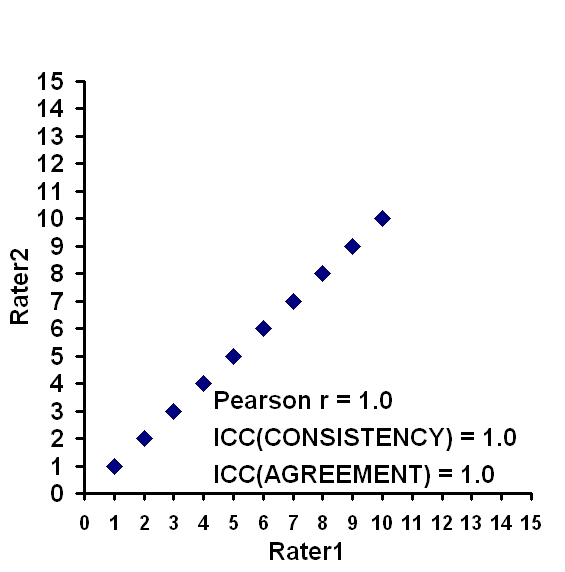 15
14
13
12
11
10
9
8
7
6
5
4
3
2
1
0
Rater2
Pearson r = 1.0
ICC(CONSISTENCY) = 1.0
ICC(AGREEMENT) = 1.0
0 1 2 3 4 5 6 7 8 9 10 11 12 13 14 15
Rater1